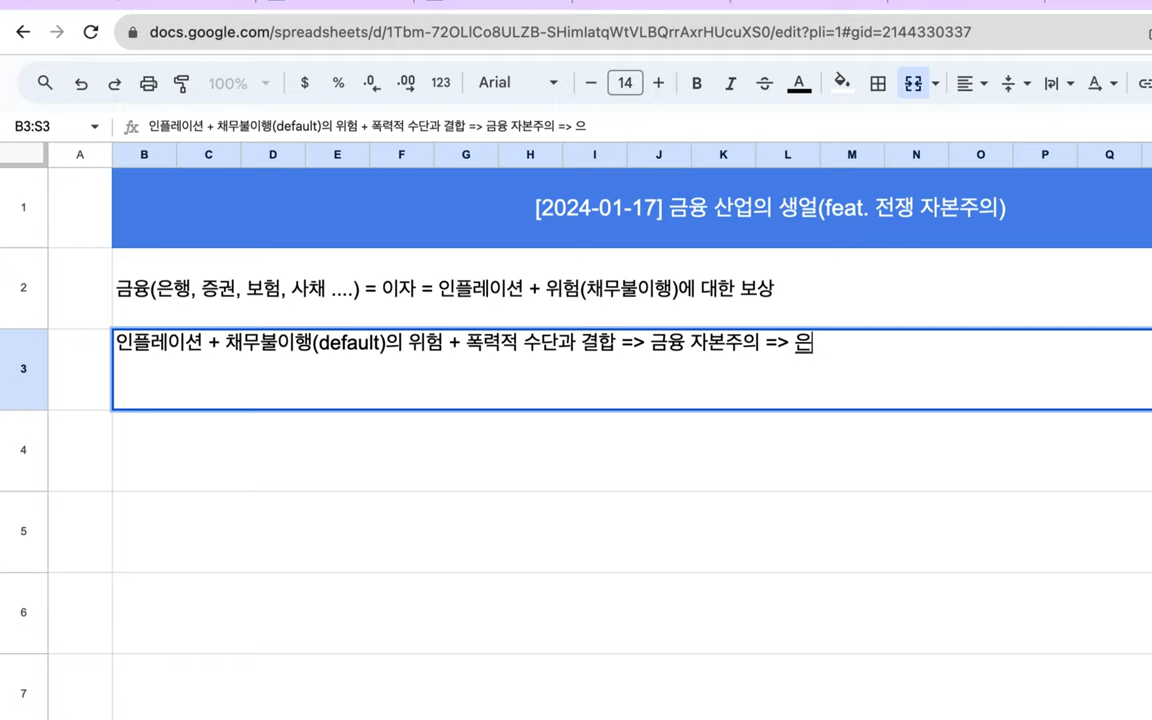 docs.google.com/spreadsheets/d/1Tbm-72OLlCo8ULZB-SHimlatqWtVLBQrrAxrHUcuXS0/edit?pli=1#gid=2144330337
100% $ % .0 .00 123 Arial 14 B I A A
B3:S3 fx 인플레이션 + 채무불이행(default)의 위험 + 폭력적 수단과 결합 => 금융 자본주의 => 으
A B C D E F G H I J K L M N O P Q
1 [2024-01-17] 금융 산업의 생얼(feat. 전쟁 자본주의)
2 금융(은행, 증권, 보험, 사채 ....) = 이자 = 인플레이션 + 위험(채무불이행)에 대한 보상
3 인플레이션 + 채무불이행(default)의 위험 + 폭력적 수단과 결합 => 금융 자본주의 => 은
4
5
6
7